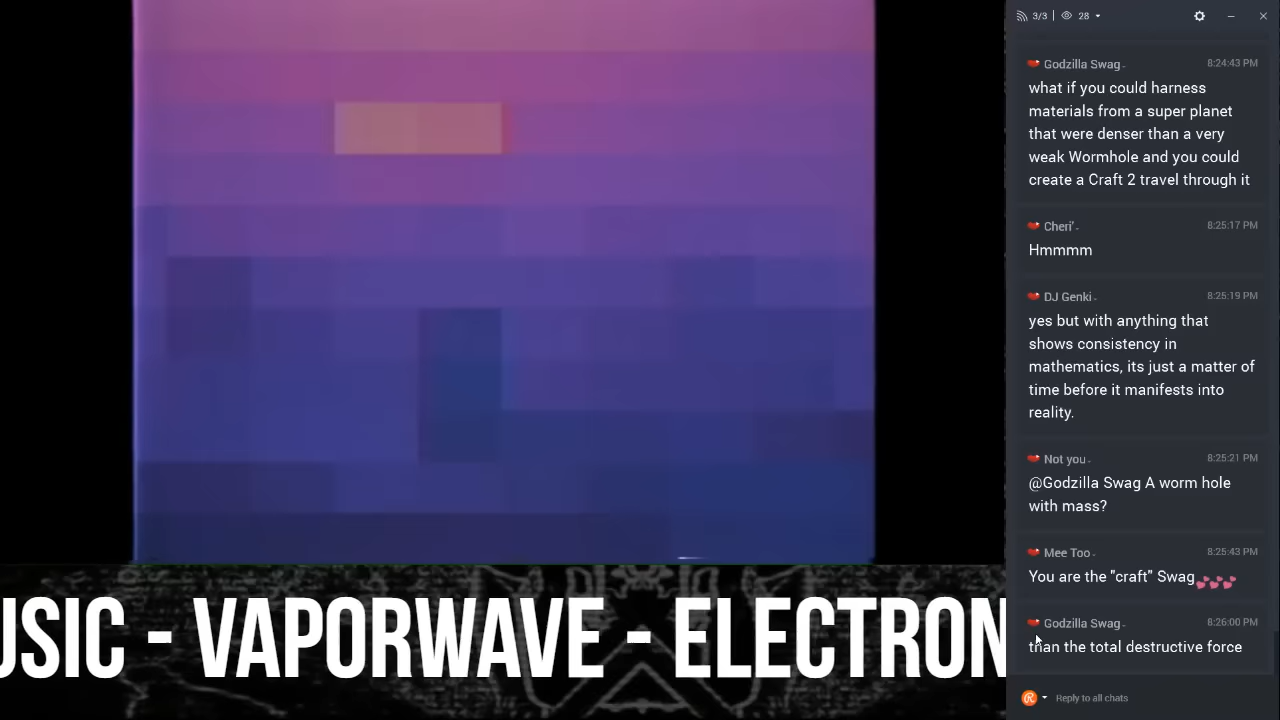 3/3 | 28
Godzilla Swag 8:24:43 PM
what if you could harness
materials from a super planet
that were denser than a very
weak Wormhole and you could
create a Craft 2 travel through it
Cheri' 8:25:17 PM
Hmmmm
DJ Genki 8:25:19 PM
yes but with anything that
shows consistency in
mathematics, its just a matter of
time before it manifests into
reality.
Not you 8:25:21 PM
@Godzilla Swag A worm hole
with mass?
Mee Too 8:25:43 PM
You are the "craft" Swag
Godzilla Swag 8:26:00 PM
than the total destructive force
Reply to all chats
USIC - VAPORWAVE - ELECTRON